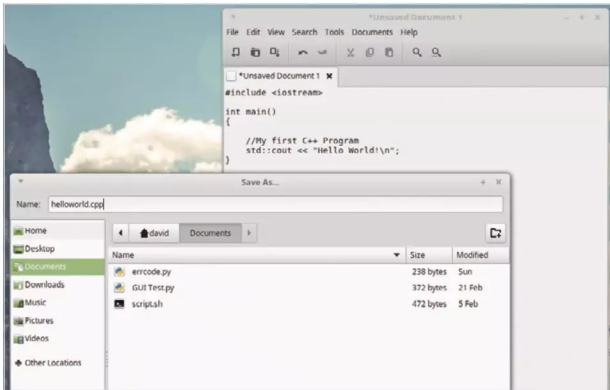 *Unsaved Document 1
File Edit View Search Tools Documents Help
*Unsaved Document 1
#include <iostream>
int main()
{
//My first C++ Program
std::cout << "Hello World!\n";
}
Save As...
Name: helloworld.cpp
Home
Desktop
Documents
Downloads
Music
Pictures
Videos
Other Locations
david Documents
Name Size Modified
errcode.py 238 bytes Sun
GUI Test.py 372 bytes 21 Feb
script.sh 472 bytes 5 Feb